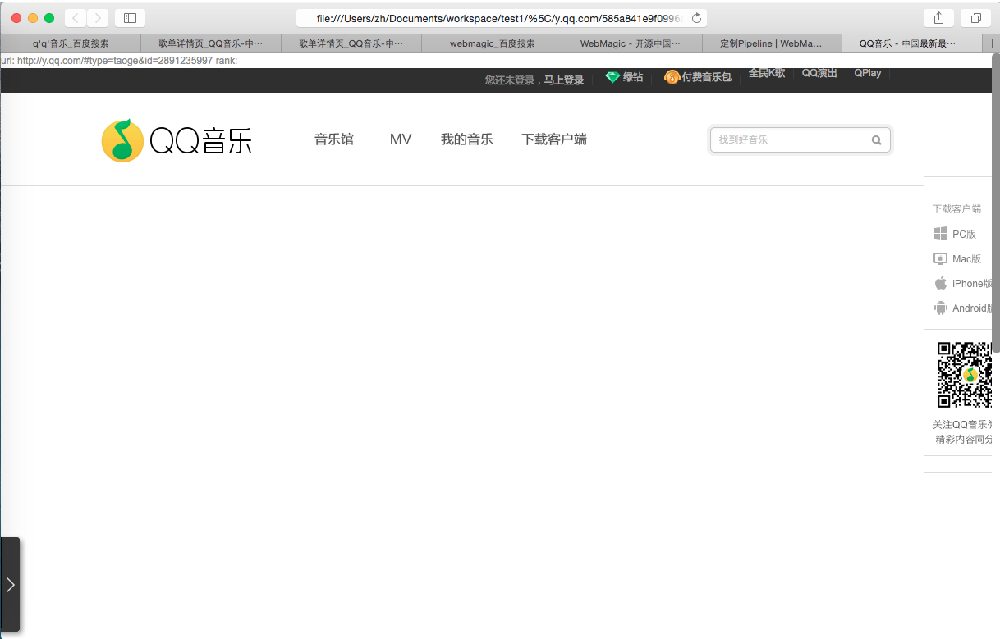 file:///Users/zh/Documents/workspace/test1/%5C/y.qq.com/585a841e9f0996
q'q'音乐_百度搜索
歌单详情页_QQ音乐-中…
歌单详情页_QQ音乐-中…
webmagic_百度搜索
WebMagic - 开源中国…
定制Pipeline | WebMa…
QQ音乐 - 中国最新最…
url: http://y.qq.com/#type=taoge&id=2891235997 rank:
您还未登录，马上登录
绿钻
付费音乐包
全民K歌
QQ演出
QPlay
QQ音乐
音乐馆
MV
我的音乐
下载客户端
找到好音乐
下载客户端
PC版
Mac版
iPhone版
Android版
关注QQ音乐微
精彩内容同分